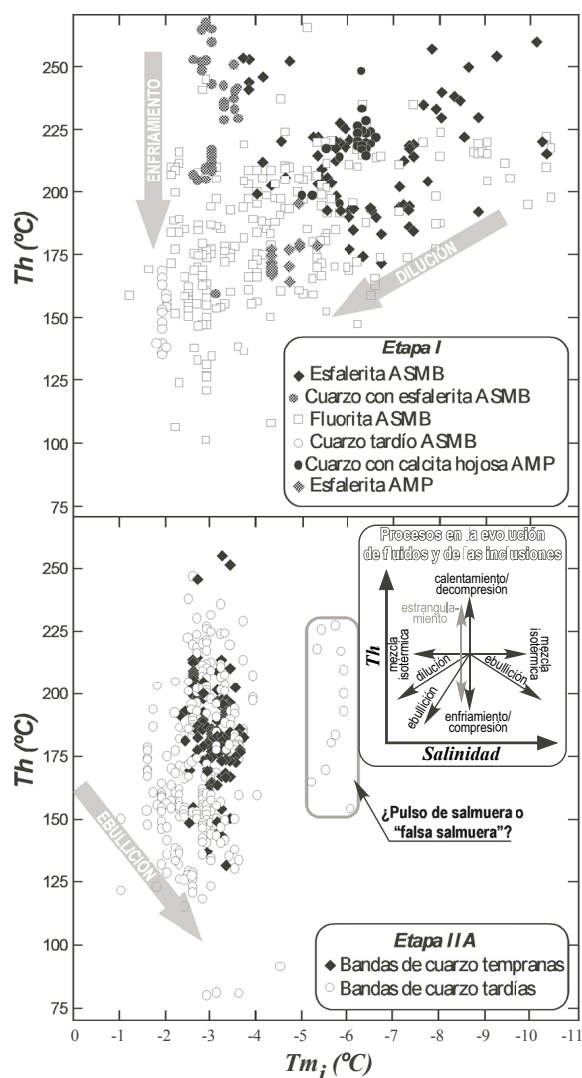 250
225
200
175
150
125
100
75
Th (ºC)
ENFRIAMIENTO
DILUCIÓN
Etapa I
Esfalerita ASMB
Cuarzo con esfalerita ASMB
Fluorita ASMB
Cuarzo tardío ASMB
Cuarzo con calcita hojosa AMP
Esfalerita AMP
250
225
200
175
150
125
100
75
Th (ºC)
EBULLICIÓN
Procesos en la evolución
de fluidos y de las inclusiones
calentamiento/
decompresión
estrangula-
miento
mezcla
isotérmica
mezcla
isotérmica
dilución
ebullición
ebullición
enfriamiento/
compresión
Th
Salinidad
¿Pulso de salmuera o
“falsa salmuera”?
Etapa IIA
Bandas de cuarzo tempranas
Bandas de cuarzo tardías
0 -1 -2 -3 -4 -5 -6 -7 -8 -9 -10 -11
Tmi (ºC)